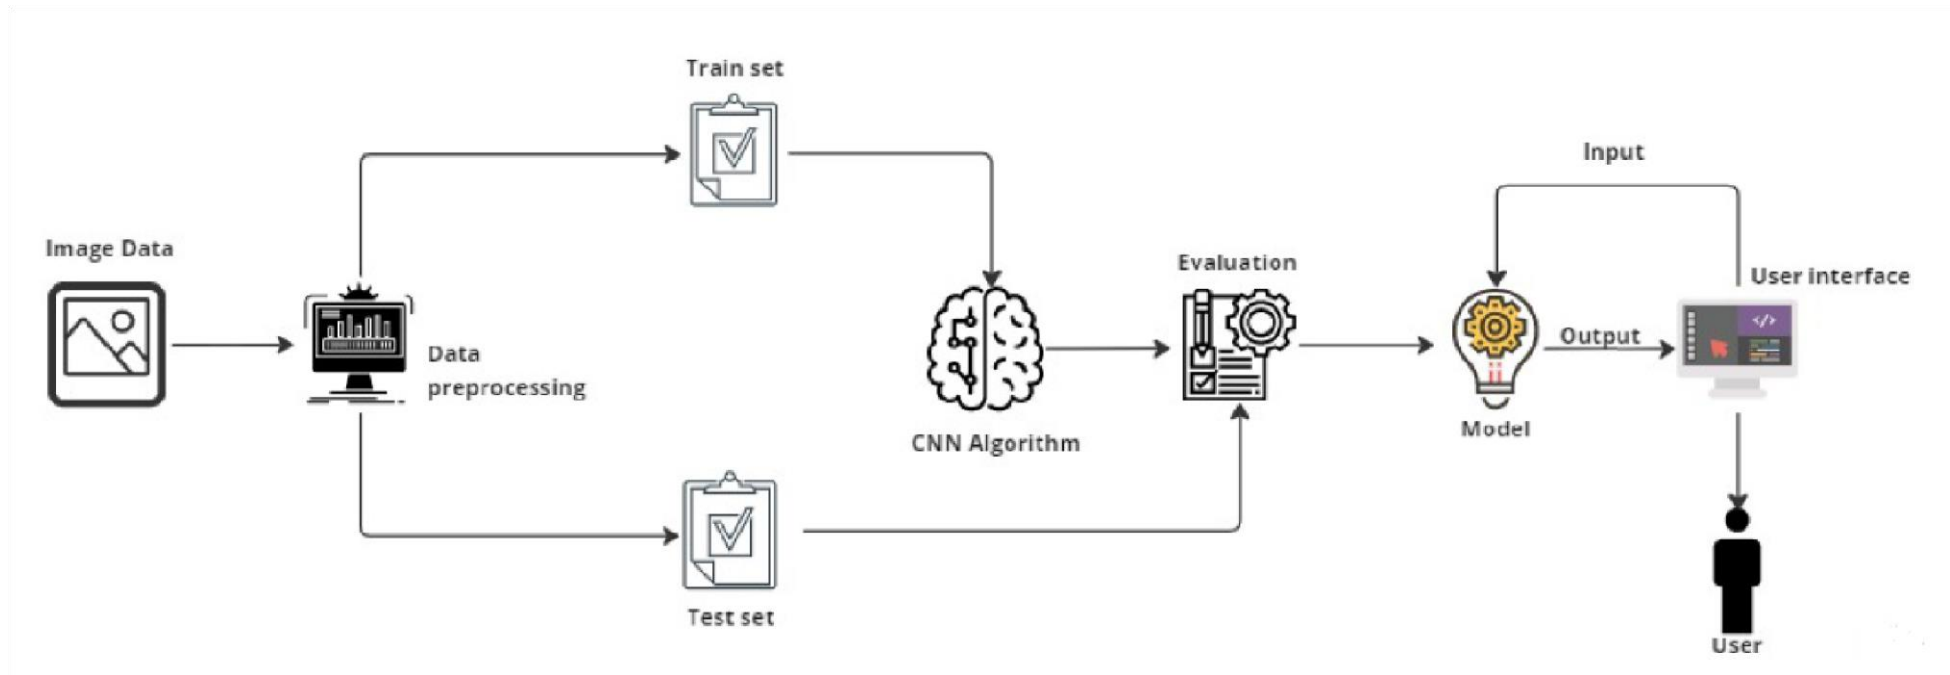 Train set
Input
Image Data
Evaluation
User interface
Output
Data
preprocessing
Model
CNN Algorithm
Test set
User